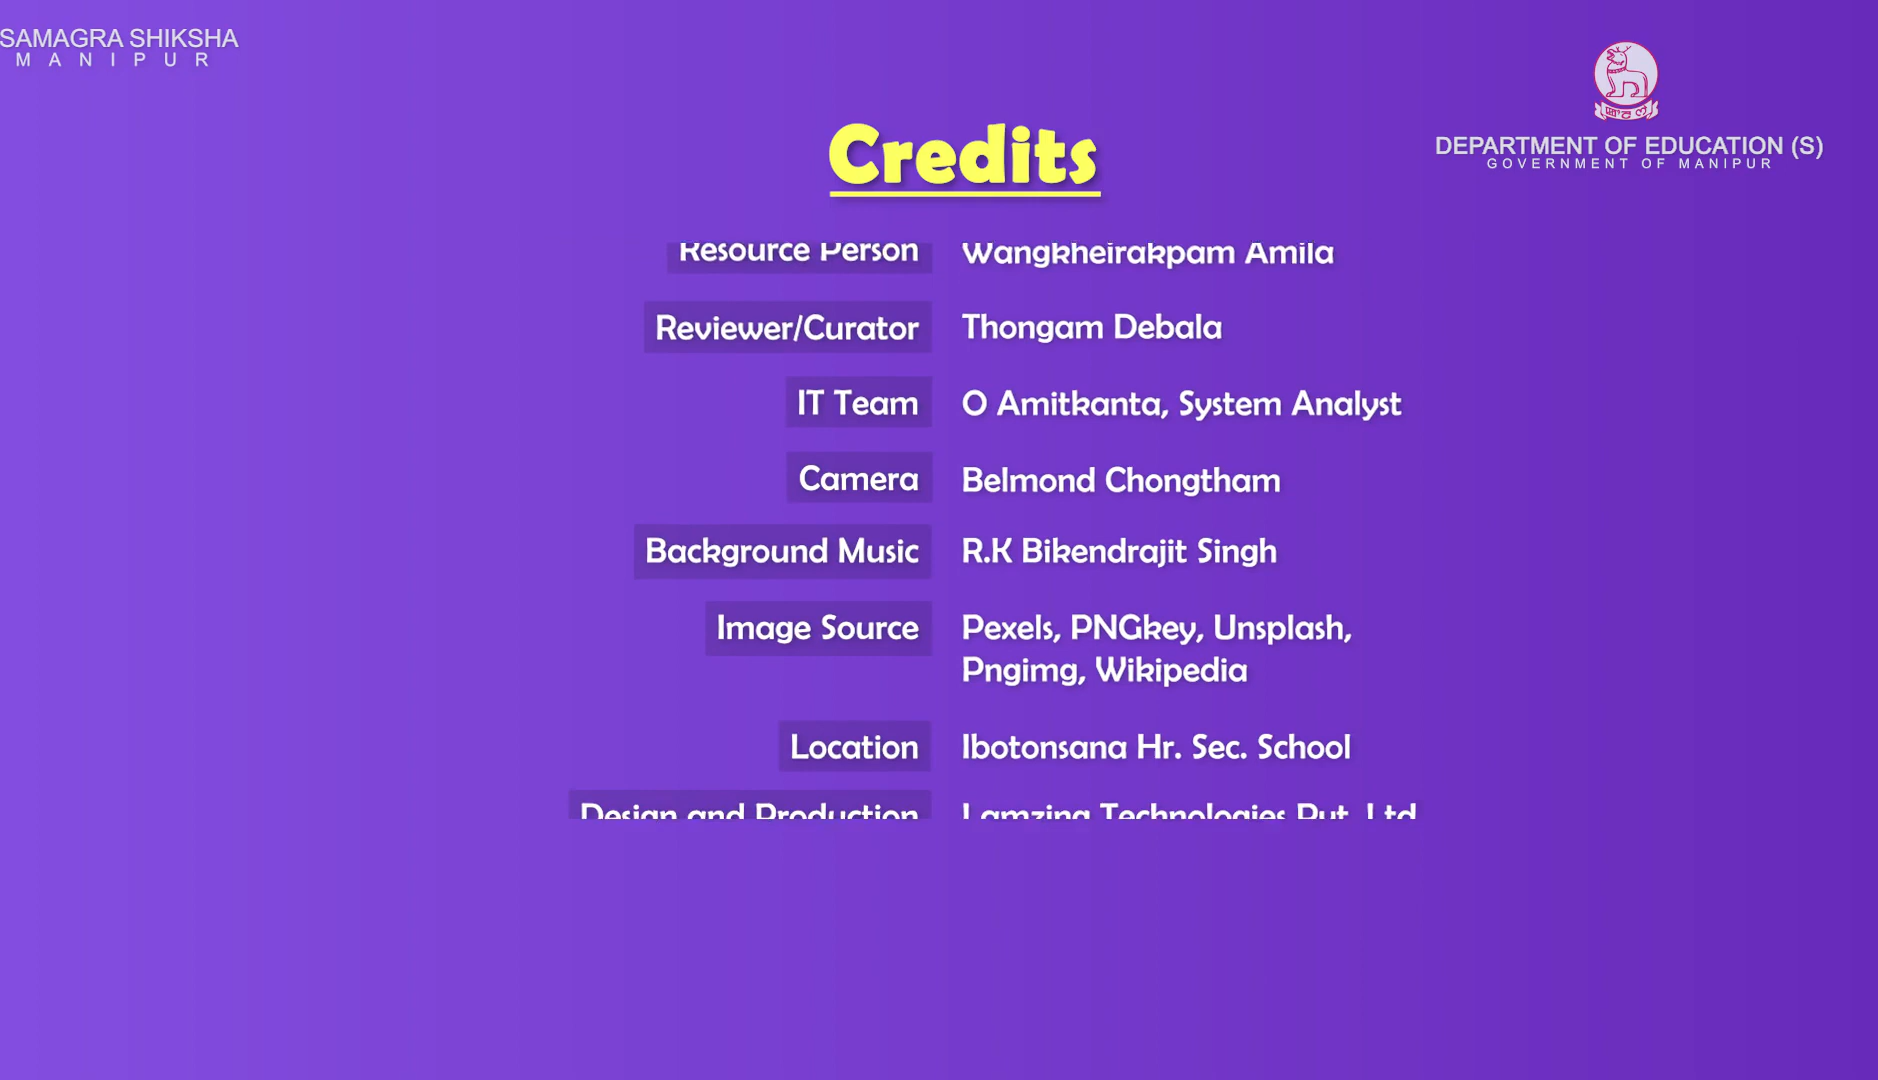 SAMAGRA SHIKSHA
MANIPUR
DEPARTMENT OF EDUCATION (S)
GOVERNMENT OF MANIPUR
Credits
Resource Person Wangkheirakpam Amila
Reviewer/Curator Thongam Debala
IT Team O Amitkanta, System Analyst
Camera Belmond Chongtham
Background Music R.K Bikendrajit Singh
Image Source Pexels, PNGkey, Unsplash,
Pngimg, Wikipedia
Location Ibotonsana Hr. Sec. School
Design and Production Lamzing Technologies Pvt. Ltd